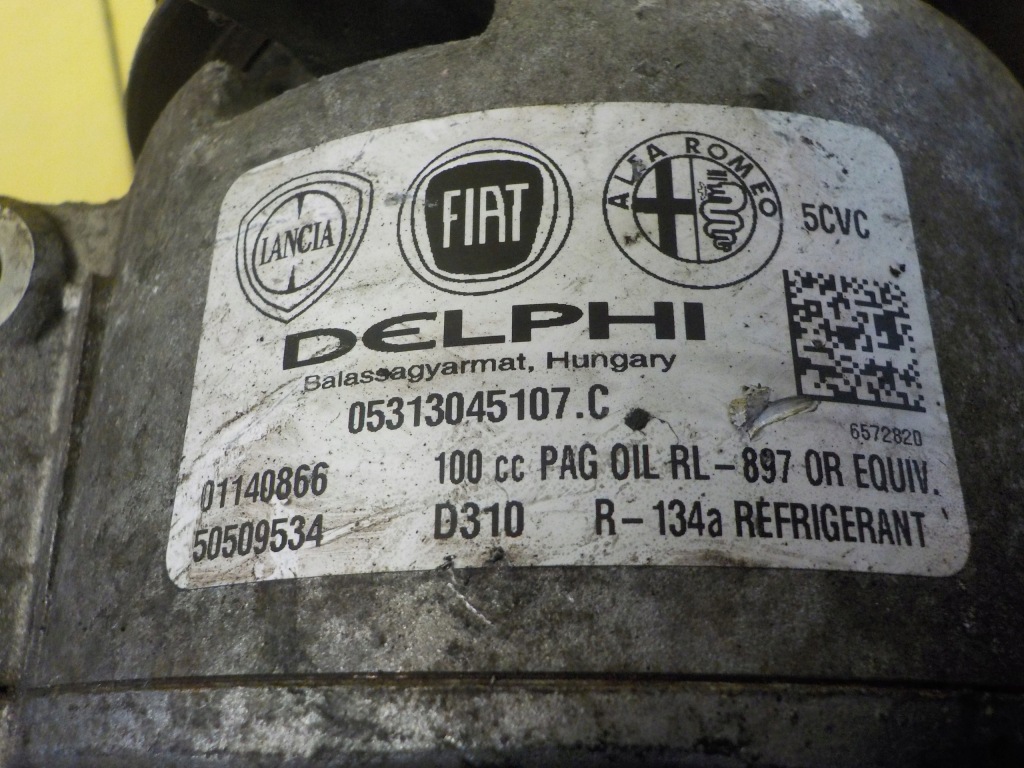 LANCIA
FIAT
ALFA ROMEO
5CVC
DELPHI
Balassagyarmat, Hungary
05313045107.C
6572820
01140866
100 cc PAG OIL RL-897 OR EQUIV.
50509534
D310
R-134a REFRIGERANT